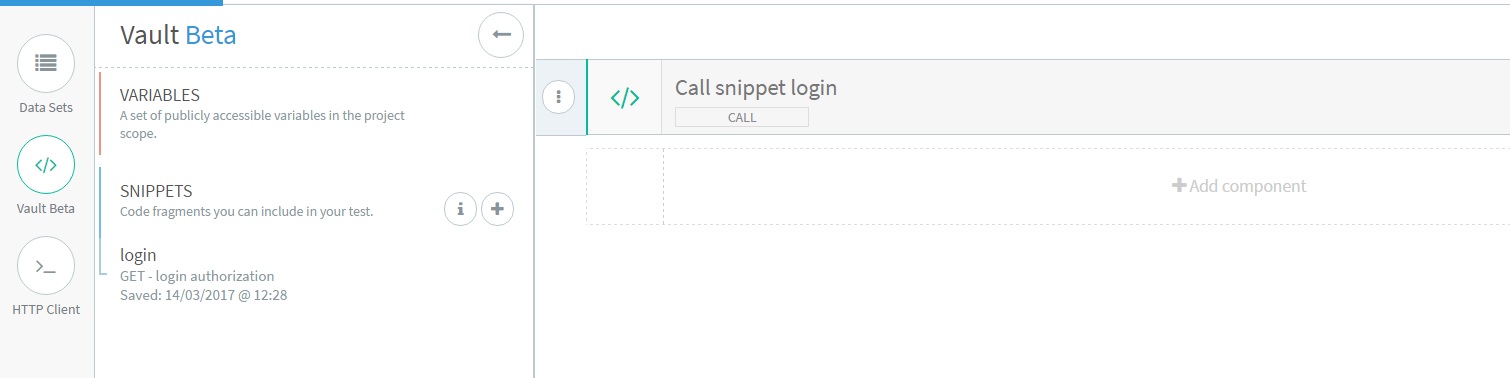 Data Sets
Vault Beta
HTTP Client
Vault Beta
VARIABLES
A set of publicly accessible variables in the project
scope.
SNIPPETS
Code fragments you can include in your test.
login
GET - login authorization
Saved: 14/03/2017 @ 12:28
Call snippet login
CALL
Add component